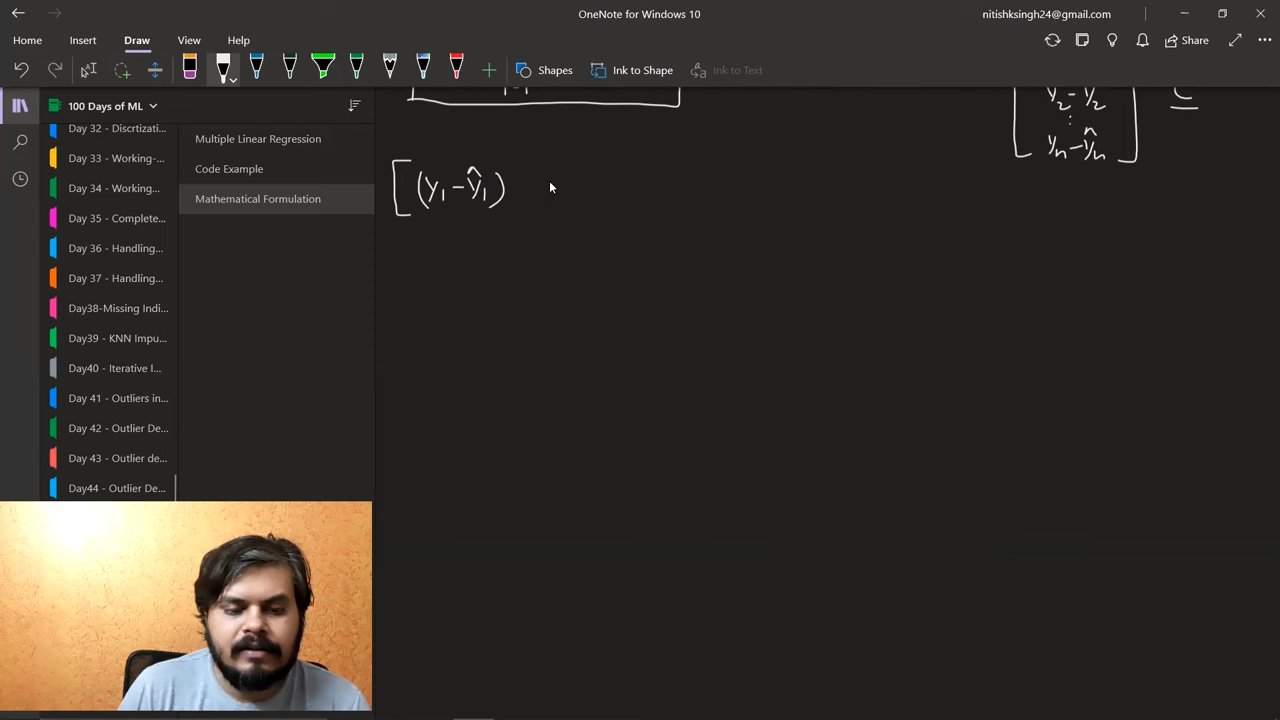 OneNote for Windows 10
nitishksingh24@gmail.com
Home Insert Draw View Help
Share
Shapes Ink to Shape Ink to Text
100 Days of ML
Day 32 - Discrtization...
Day 33 - Working-...
Day 34 - Working...
Day 35 - Complete...
Day 36 - Handling...
Day 37 - Handling...
Day38-Missing Indi...
Day39 - KNN Impu...
Day40 - Iterative I...
Day 41 - Outliers in...
Day 42 - Outlier De...
Day 43 - Outlier de...
Day44 - Outlier De...
Multiple Linear Regression
Code Example
Mathematical Formulation
y₂ - ŷ₂
⋮
yₙ - ŷₙ
[ (y₁ - ŷ₁)